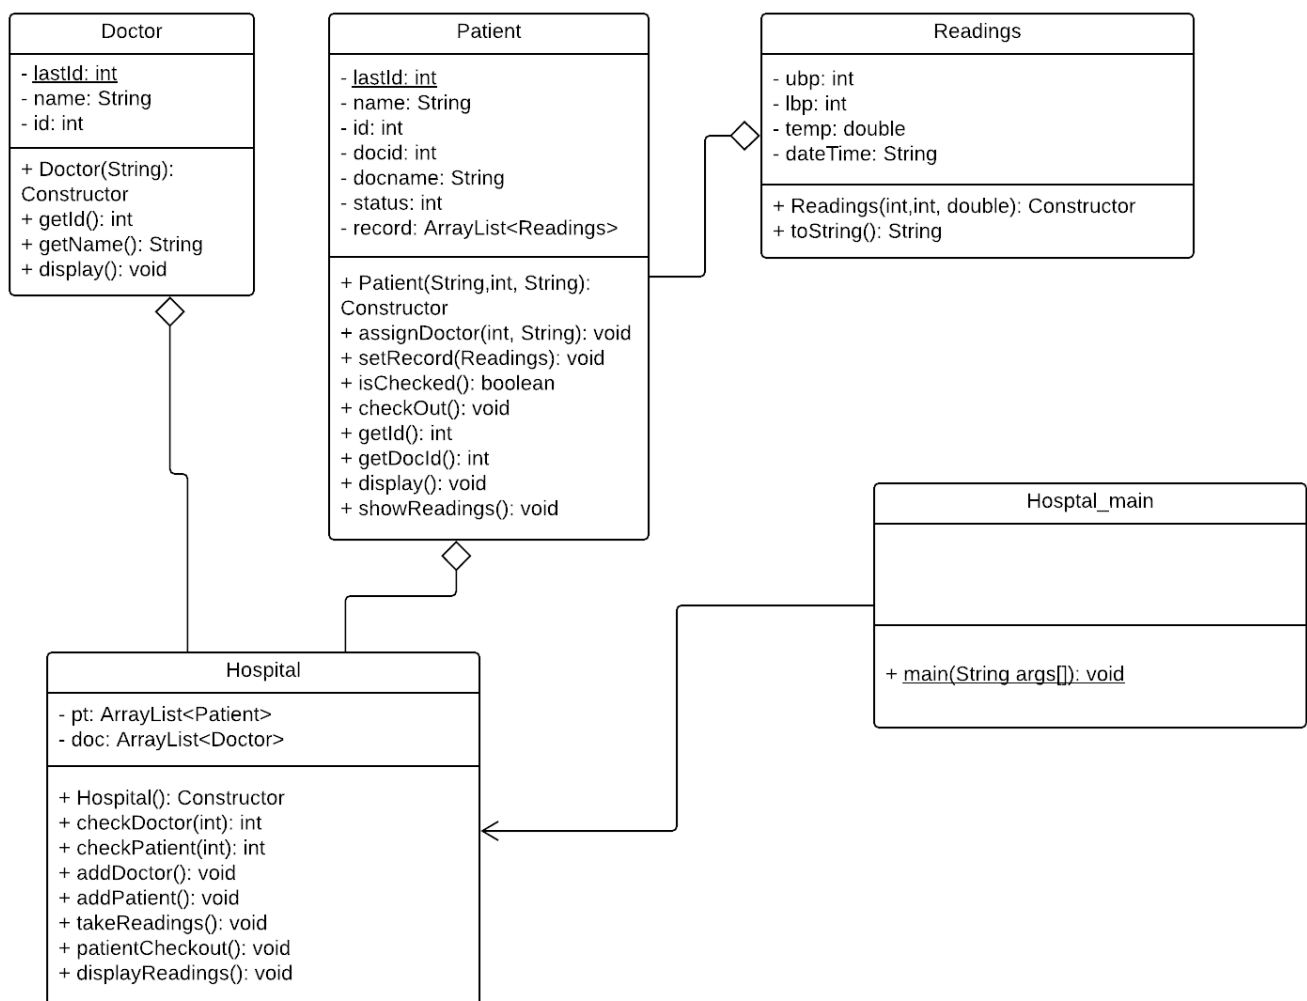 Doctor
- lastId: int
- name: String
- id: int
+ Doctor(String):
Constructor
+ getId(): int
+ getName(): String
+ display(): void
Patient
- lastId: int
- name: String
- id: int
- docid: int
- docname: String
- status: int
- record: ArrayList<Readings>
+ Patient(String,int, String):
Constructor
+ assignDoctor(int, String): void
+ setRecord(Readings): void
+ isChecked(): boolean
+ checkOut(): void
+ getId(): int
+ getDocId(): int
+ display(): void
+ showReadings(): void
Readings
- ubp: int
- lbp: int
- temp: double
- dateTime: String
+ Readings(int,int, double): Constructor
+ toString(): String
Hosptal_main
+ main(String args[]): void
Hospital
- pt: ArrayList<Patient>
- doc: ArrayList<Doctor>
+ Hospital(): Constructor
+ checkDoctor(int): int
+ checkPatient(int): int
+ addDoctor(): void
+ addPatient(): void
+ takeReadings(): void
+ patientCheckout(): void
+ displayReadings(): void